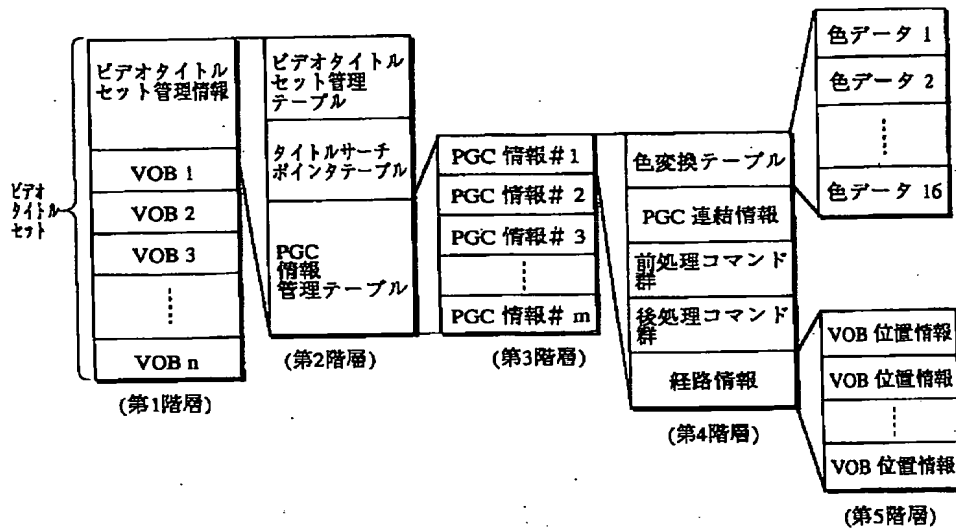 ビデオ
タイトル
セット
ビデオタイトル
セット管理情報
VOB 1
VOB 2
VOB 3
VOB n
(第1階層)
ビデオタイトル
セット管理
テーブル
タイトルサーチ
ポインタテーブル
PGC
情報
管理テーブル
(第2階層)
PGC 情報# 1
PGC 情報# 2
PGC 情報# 3
PGC 情報# m
(第3階層)
色変換テーブル
PGC 連結情報
前処理コマンド
群
後処理コマンド
群
経路情報
(第4階層)
色データ 1
色データ 2
色データ 16
VOB 位置情報
VOB 位置情報
VOB 位置情報
(第5階層)